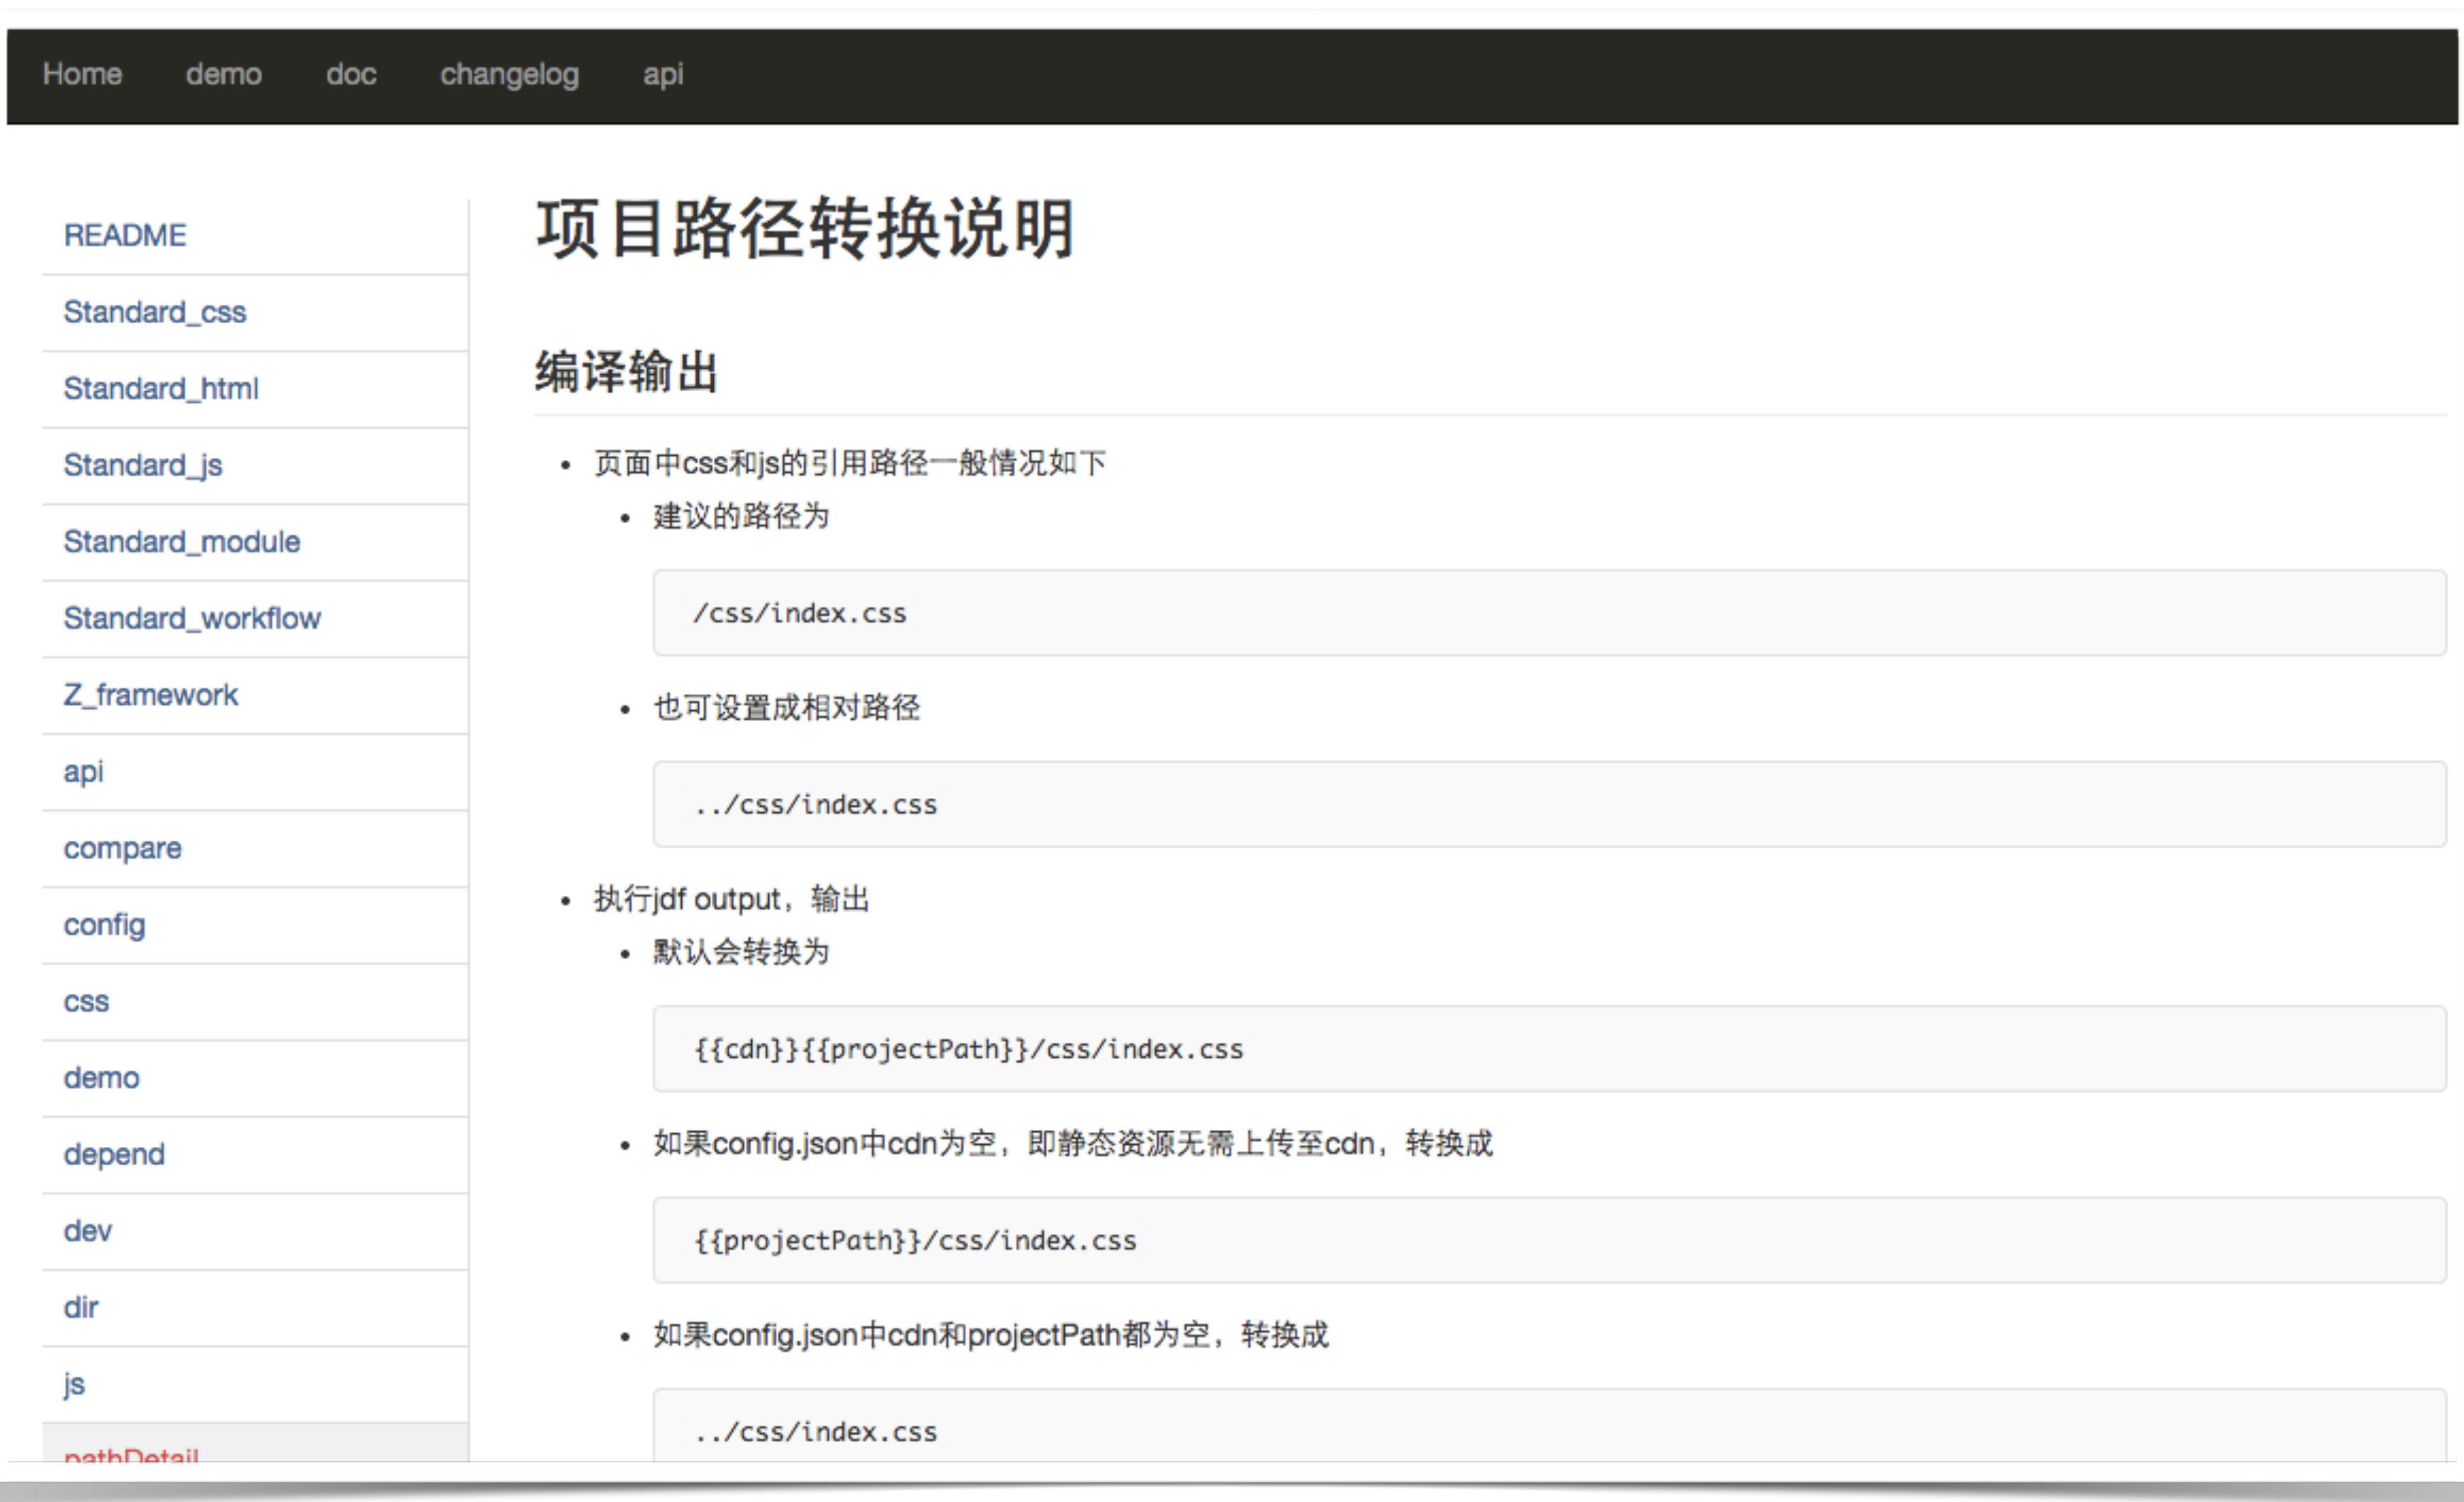 Home demo doc changelog api
README
Standard_css
Standard_html
Standard_js
Standard_module
Standard_workflow
Z_framework
api
compare
config
css
demo
depend
dev
dir
js
pathDetail
项目路径转换说明
编译输出
• 页面中css和js的引用路径一般情况如下
• 建议的路径为
/css/index.css
• 也可设置成相对路径
../css/index.css
• 执行jdf output，输出
• 默认会转换为
{{cdn}}{{projectPath}}/css/index.css
• 如果config.json中cdn为空，即静态资源无需上传至cdn，转换成
{{projectPath}}/css/index.css
• 如果config.json中cdn和projectPath都为空，转换成
../css/index.css